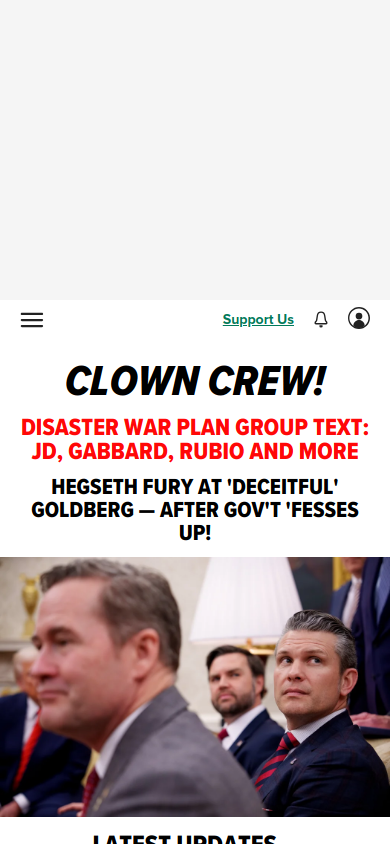 Support Us
CLOWN CREW!
DISASTER WAR PLAN GROUP TEXT:
JD, GABBARD, RUBIO AND MORE
HEGSETH FURY AT 'DECEITFUL'
GOLDBERG — AFTER GOV'T 'FESSES
UP!
LATEST UPDATES